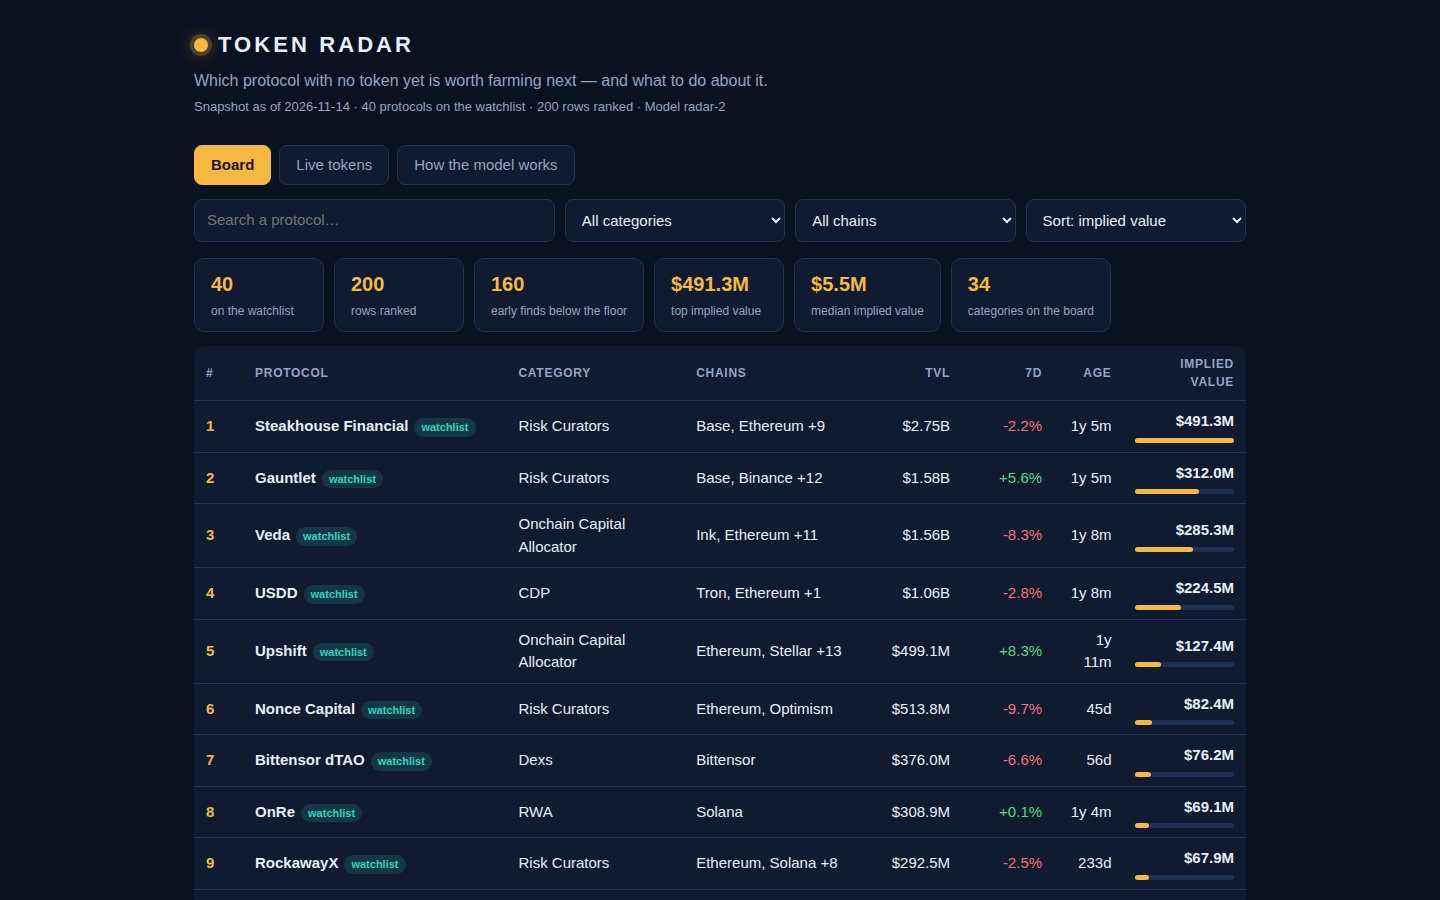 TOKEN RADAR
Which protocol with no token yet is worth farming next — and what to do about it.
Snapshot as of 2026-11-14 · 40 protocols on the watchlist · 200 rows ranked · Model radar-2
Board Live tokens How the model works
Search a protocol… All categories All chains Sort: implied value
40 200 160 $491.3M $5.5M 34
on the watchlist rows ranked early finds below the floor top implied value median implied value categories on the board
# PROTOCOL CATEGORY CHAINS TVL 7D AGE IMPLIED
VALUE
1 Steakhouse Financial watchlist Risk Curators Base, Ethereum +9 $2.75B -2.2% 1y 5m $491.3M
2 Gauntlet watchlist Risk Curators Base, Binance +12 $1.58B +5.6% 1y 5m $312.0M
3 Veda watchlist Onchain Capital
Allocator Ink, Ethereum +11 $1.56B -8.3% 1y 8m $285.3M
4 USDD watchlist CDP Tron, Ethereum +1 $1.06B -2.8% 1y 8m $224.5M
5 Upshift watchlist Onchain Capital
Allocator Ethereum, Stellar +13 $499.1M +8.3% 1y
11m $127.4M
6 Nonce Capital watchlist Risk Curators Ethereum, Optimism $513.8M -9.7% 45d $82.4M
7 Bittensor dTAO watchlist Dexs Bittensor $376.0M -6.6% 56d $76.2M
8 OnRe watchlist RWA Solana $308.9M +0.1% 1y 4m $69.1M
9 RockawayX watchlist Risk Curators Ethereum, Solana +8 $292.5M -2.5% 233d $67.9M